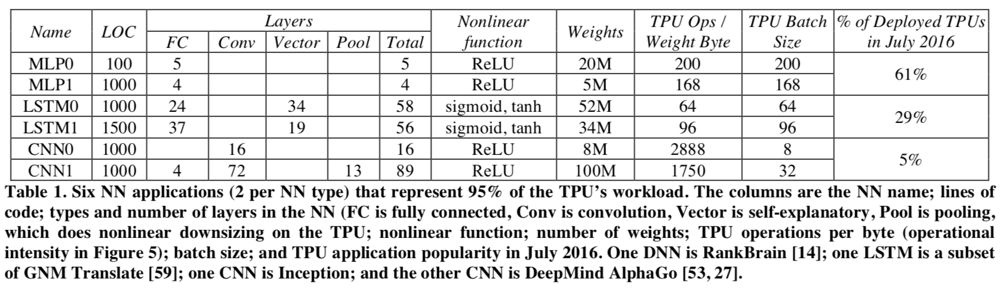 Name LOC Layers Nonlinear function Weights TPU Ops / Weight Byte TPU Batch Size % of Deployed TPUs in July 2016
FC Conv Vector Pool Total
MLP0 100 5 5 ReLU 20M 200 200 61%
MLP1 1000 4 4 ReLU 5M 168 168
LSTM0 1000 24 34 58 sigmoid, tanh 52M 64 64 29%
LSTM1 1500 37 19 56 sigmoid, tanh 34M 96 96
CNN0 1000 16 16 ReLU 8M 2888 8 5%
CNN1 1000 4 72 13 89 ReLU 100M 1750 32
Table 1. Six NN applications (2 per NN type) that represent 95% of the TPU's workload. The columns are the NN name; lines of
code; types and number of layers in the NN (FC is fully connected, Conv is convolution, Vector is self-explanatory, Pool is pooling,
which does nonlinear downsizing on the TPU; nonlinear function; number of weights; TPU operations per byte (operational
intensity in Figure 5); batch size; and TPU application popularity in July 2016. One DNN is RankBrain [14]; one LSTM is a subset
of GNM Translate [59]; one CNN is Inception; and the other CNN is DeepMind AlphaGo [53, 27].